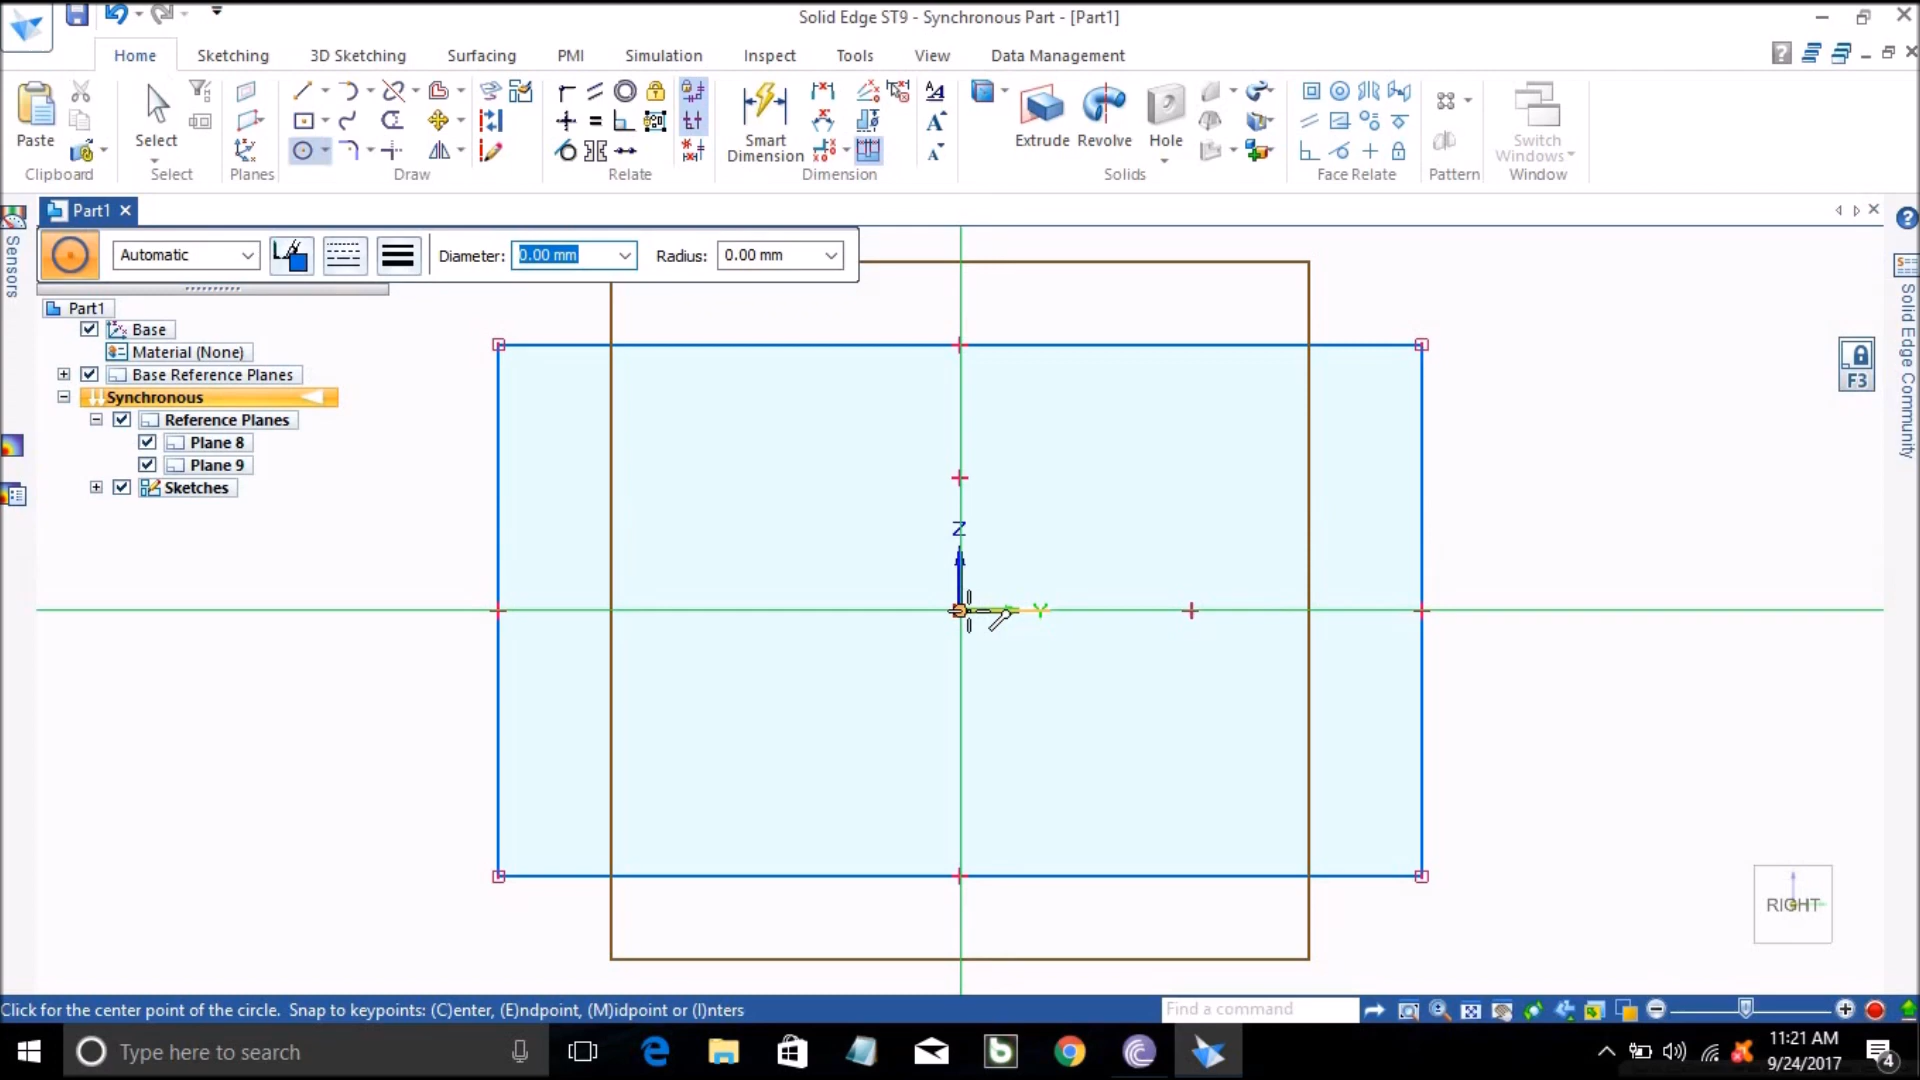 Solid Edge ST9 - Synchronous Part - [Part1]
Home Sketching 3D Sketching Surfacing PMI Simulation Inspect Tools View Data Management
Paste
Select
Smart Dimension
Extrude
Revolve
Hole
Switch Windows
Clipboard Select Planes Draw Relate Dimension Solids Face Relate Pattern Window
Part1
Sensors
Automatic
Diameter: 0.00 mm
Radius: 0.00 mm
Part1
Base
Material (None)
Base Reference Planes
Synchronous
Reference Planes
Plane 8
Plane 9
Sketches
Z
Y
F3
Solid Edge Community
RIGHT
Click for the center point of the circle. Snap to keypoints: (C)enter, (E)ndpoint, (M)idpoint or (I)nters
Find a command
Type here to search
11:21 AM
9/24/2017
4